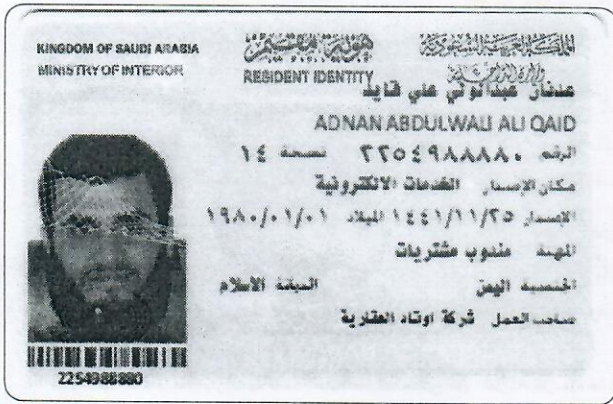 KINGDOM OF SAUDI ARABIA
MINISTRY OF INTERIOR
هوية مقيم
RESIDENT IDENTITY
المملكة العربية السعودية
وزارة الداخلية
عدنان عبدالولي علي قايد
ADNAN ABDULWALI ALI QAID
الرقم ٢٢٥٤٩٨٨٨٨٠ نسخة ١٤
مكان الإصدار الخدمات الالكترونية
الإصدار ١٤٤١/١١/٢٥ الميلاد ١٩٨٠/٠١/٠١
المهنة مندوب مشتريات
الجنسية اليمن الديانة الاسلام
صاحب العمل شركة اوتاد العقارية
2254988880